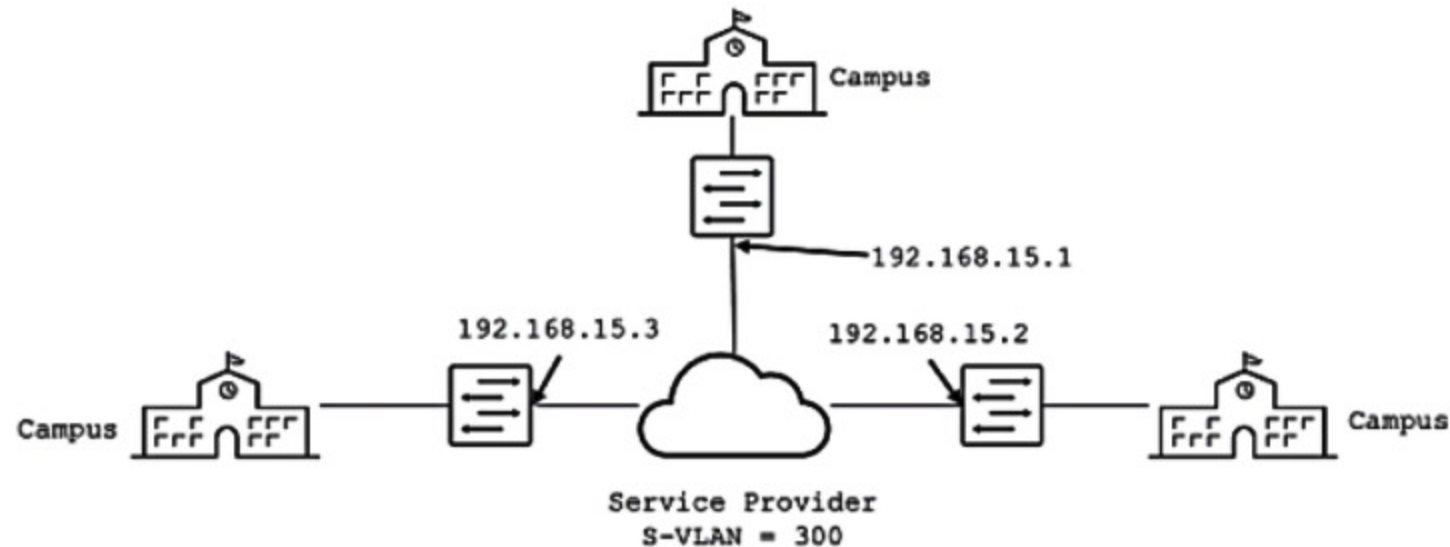 Campus
192.168.15.1
192.168.15.3
192.168.15.2
Campus
Campus
Service Provider
S-VLAN = 300